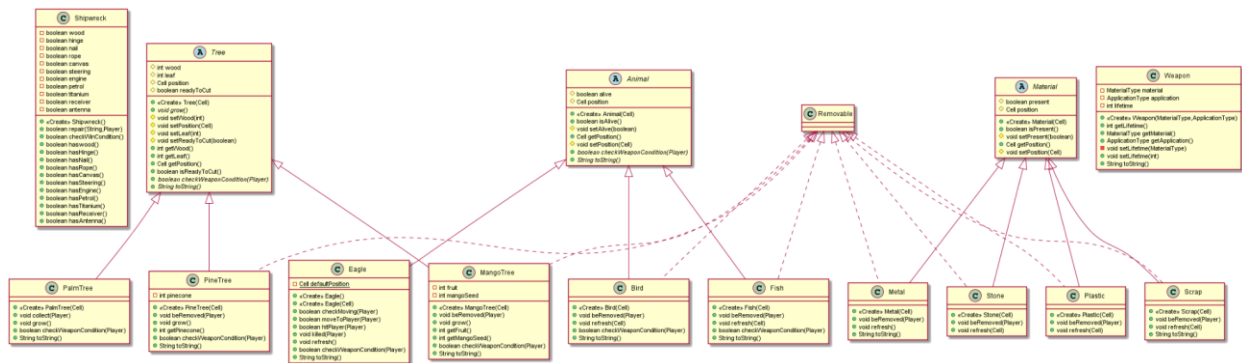 C Shipwreck
boolean wood
boolean hinge
boolean nail
boolean rope
boolean canvas
boolean steering
boolean engine
boolean petrol
boolean titanium
boolean receiver
boolean antenna
«Create» Shipwreck()
boolean repair(String,Player)
boolean checkWinCondition()
boolean haswood()
boolean hasHinge()
boolean hasNail()
boolean hasRope()
boolean hasCanvas()
boolean hasSteering()
boolean hasEngine()
boolean hasPetrol()
boolean hasTitanium()
boolean hasReceiver()
boolean hasAntenna()
A Tree
int wood
int leaf
Cell position
boolean readyToCut
«Create» Tree(Cell)
void grow()
void setWood(int)
void setPosition(Cell)
void setLeaf(int)
void setReadyToCut(boolean)
int getWood()
int getLeaf()
Cell getPosition()
boolean isReadyToCut()
boolean checkWeaponCondition(Player)
String toString()
A Animal
boolean alive
Cell position
«Create» Animal(Cell)
boolean isAlive()
void setAlive(boolean)
Cell getPosition()
void setPosition(Cell)
boolean checkWeaponCondition(Player)
String toString()
C Removable
A Material
boolean present
Cell position
«Create» Material(Cell)
boolean isPresent()
void setPresent(boolean)
Cell getPosition()
void setPosition(Cell)
C Weapon
MaterialType material
ApplicationType application
int lifetime
«Create» Weapon(MaterialType,ApplicationType)
int getLifetime()
MaterialType getMaterial()
ApplicationType getApplication()
void setLifetime(MaterialType)
void setLifetime(int)
String toString()
C PalmTree
«Create» PalmTree(Cell)
void collect(Player)
void grow()
boolean checkWeaponCondition(Player)
String toString()
C PineTree
int pinecone
«Create» PineTree(Cell)
void beRemoved(Player)
void grow()
int getPinecone()
boolean checkWeaponCondition(Player)
String toString()
C Eagle
Cell defaultPosition
«Create» Eagle()
«Create» Eagle(Cell)
boolean checkMoving(Player)
boolean moveToPlayer(Player)
boolean hitPlayer(Player)
void killed(Player)
void refresh()
boolean checkWeaponCondition(Player)
String toString()
C MangoTree
int fruit
int mangoSeed
«Create» MangoTree(Cell)
void beRemoved(Player)
void grow()
int getFruit()
int getMangoSeed()
boolean checkWeaponCondition(Player)
String toString()
C Bird
«Create» Bird(Cell)
void beRemoved(Player)
void refresh(Cell)
boolean checkWeaponCondition(Player)
String toString()
C Fish
«Create» Fish(Cell)
void beRemoved(Player)
void refresh(Cell)
boolean checkWeaponCondition(Player)
String toString()
C Metal
«Create» Metal(Cell)
void beRemoved(Player)
void refresh()
String toString()
C Stone
«Create» Stone(Cell)
void beRemoved(Player)
void refresh(Cell)
C Plastic
«Create» Plastic(Cell)
void beRemoved(Player)
void refresh(Cell)
C Scrap
«Create» Scrap(Cell)
void beRemoved(Player)
void refresh(Cell)
String toString()